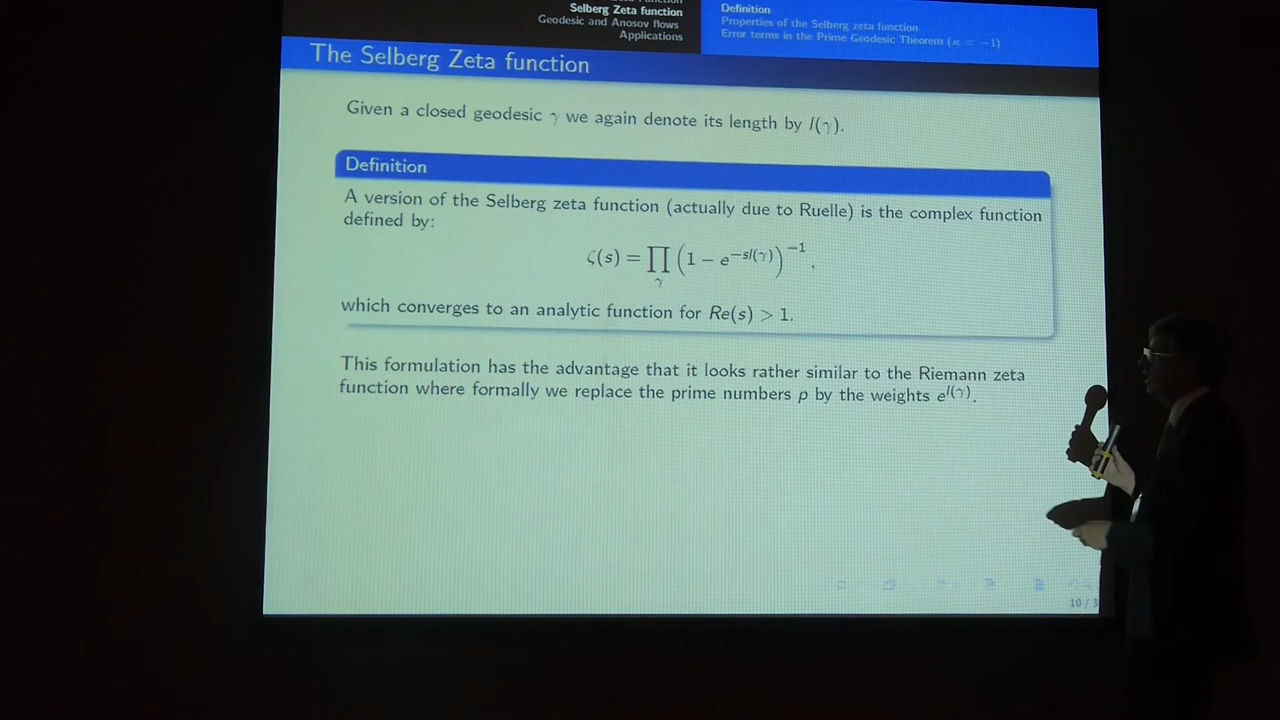 Selberg Zeta function
Geodesic and Anosov flows
Applications
Definition
Properties of the Selberg zeta function
Error terms in the Prime Geodesic Theorem (κ = −1)
The Selberg Zeta function
Given a closed geodesic γ we again denote its length by l(γ).
Definition
A version of the Selberg zeta function (actually due to Ruelle) is the complex function
defined by:
ζ(s) = ∏_γ (1 − e^{−sl(γ)})^{−1},
which converges to an analytic function for Re(s) > 1.
This formulation has the advantage that it looks rather similar to the Riemann zeta
function where formally we replace the prime numbers p by the weights e^{l(γ)}.
10 / 3